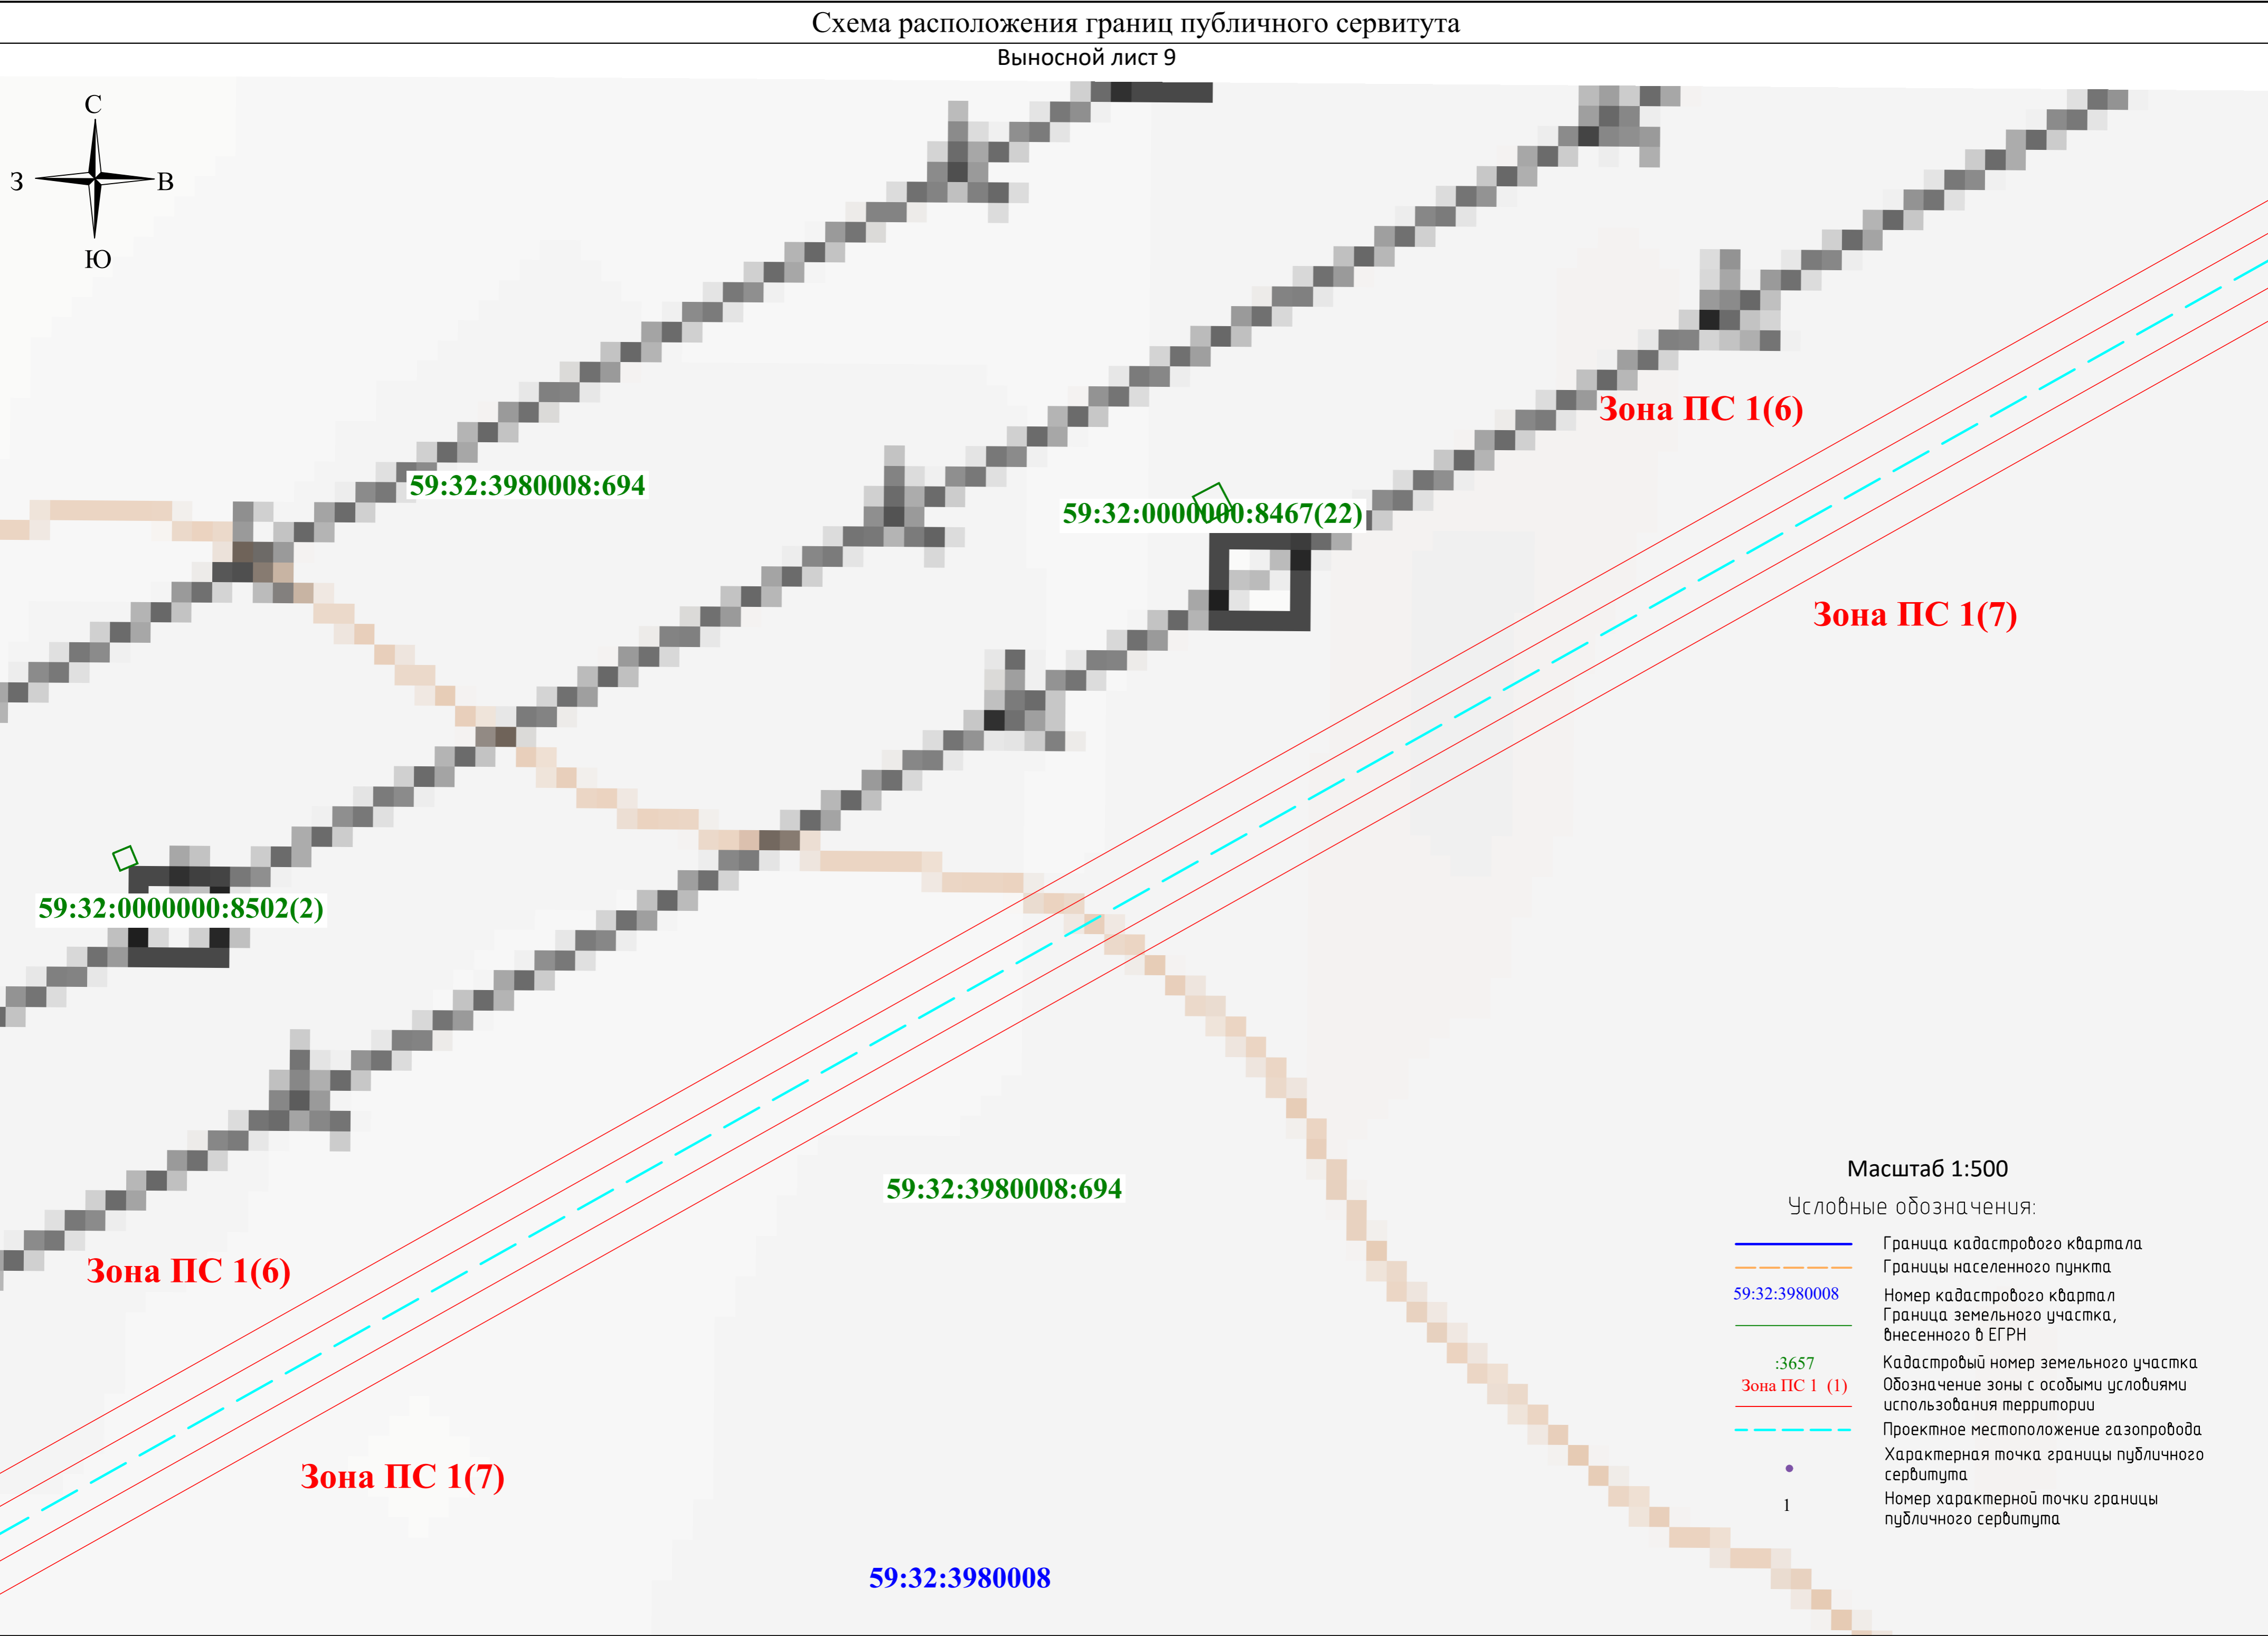 Схема расположения границ публичного сервитута
Выносной лист 9
С
З
В
Ю
Зона ПС 1(6)
59:32:3980008:694
59:32:0000000:8467(22)
Зона ПС 1(7)
59:32:0000000:8502(2)
59:32:3980008:694
Зона ПС 1(6)
Зона ПС 1(7)
59:32:3980008
Масштаб 1:500
Условные обозначения:
Граница кадастрового квартала
Границы населенного пункта
59:32:3980008 Номер кадастрового квартал
Граница земельного участка,
внесенного в ЕГРН
:3657 Кадастровый номер земельного участка
Зона ПС 1 (1) Обозначение зоны с особыми условиями
использования территории
Проектное местоположение газопровода
Характерная точка границы публичного
сервитута
1 Номер характерной точки границы
публичного сервитута